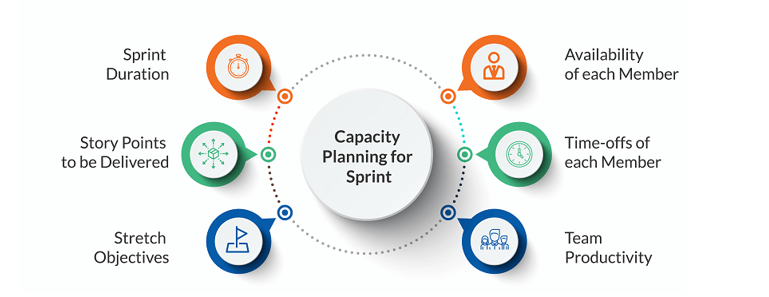 Sprint
Duration
Story Points
to be Delivered
Stretch
Objectives
Capacity
Planning for
Sprint
Availability
of each Member
Time-offs of
each Member
Team
Productivity